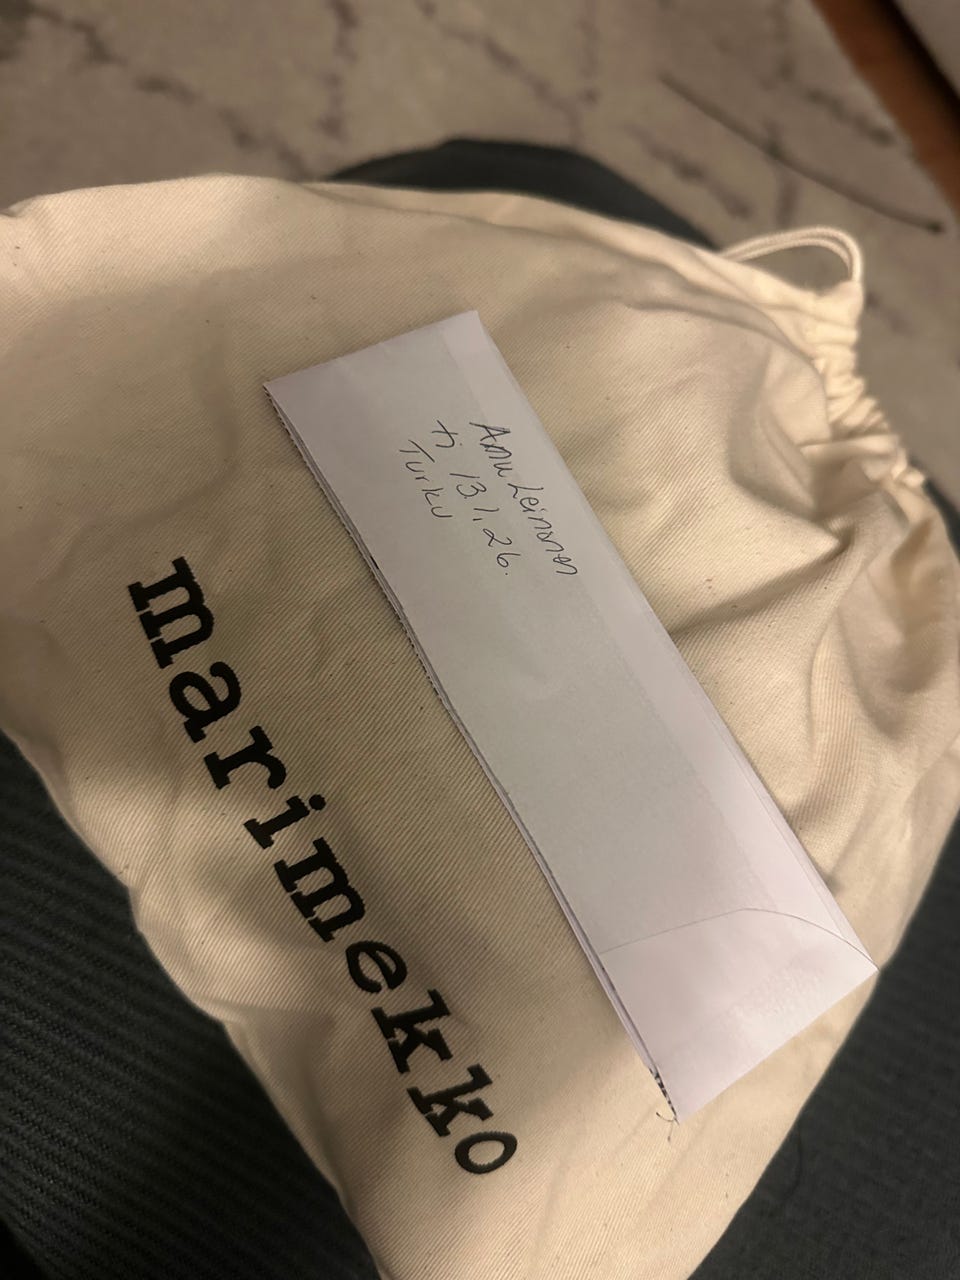 Anu Leinonen
ti 13.1.26.
Turku
marimekko